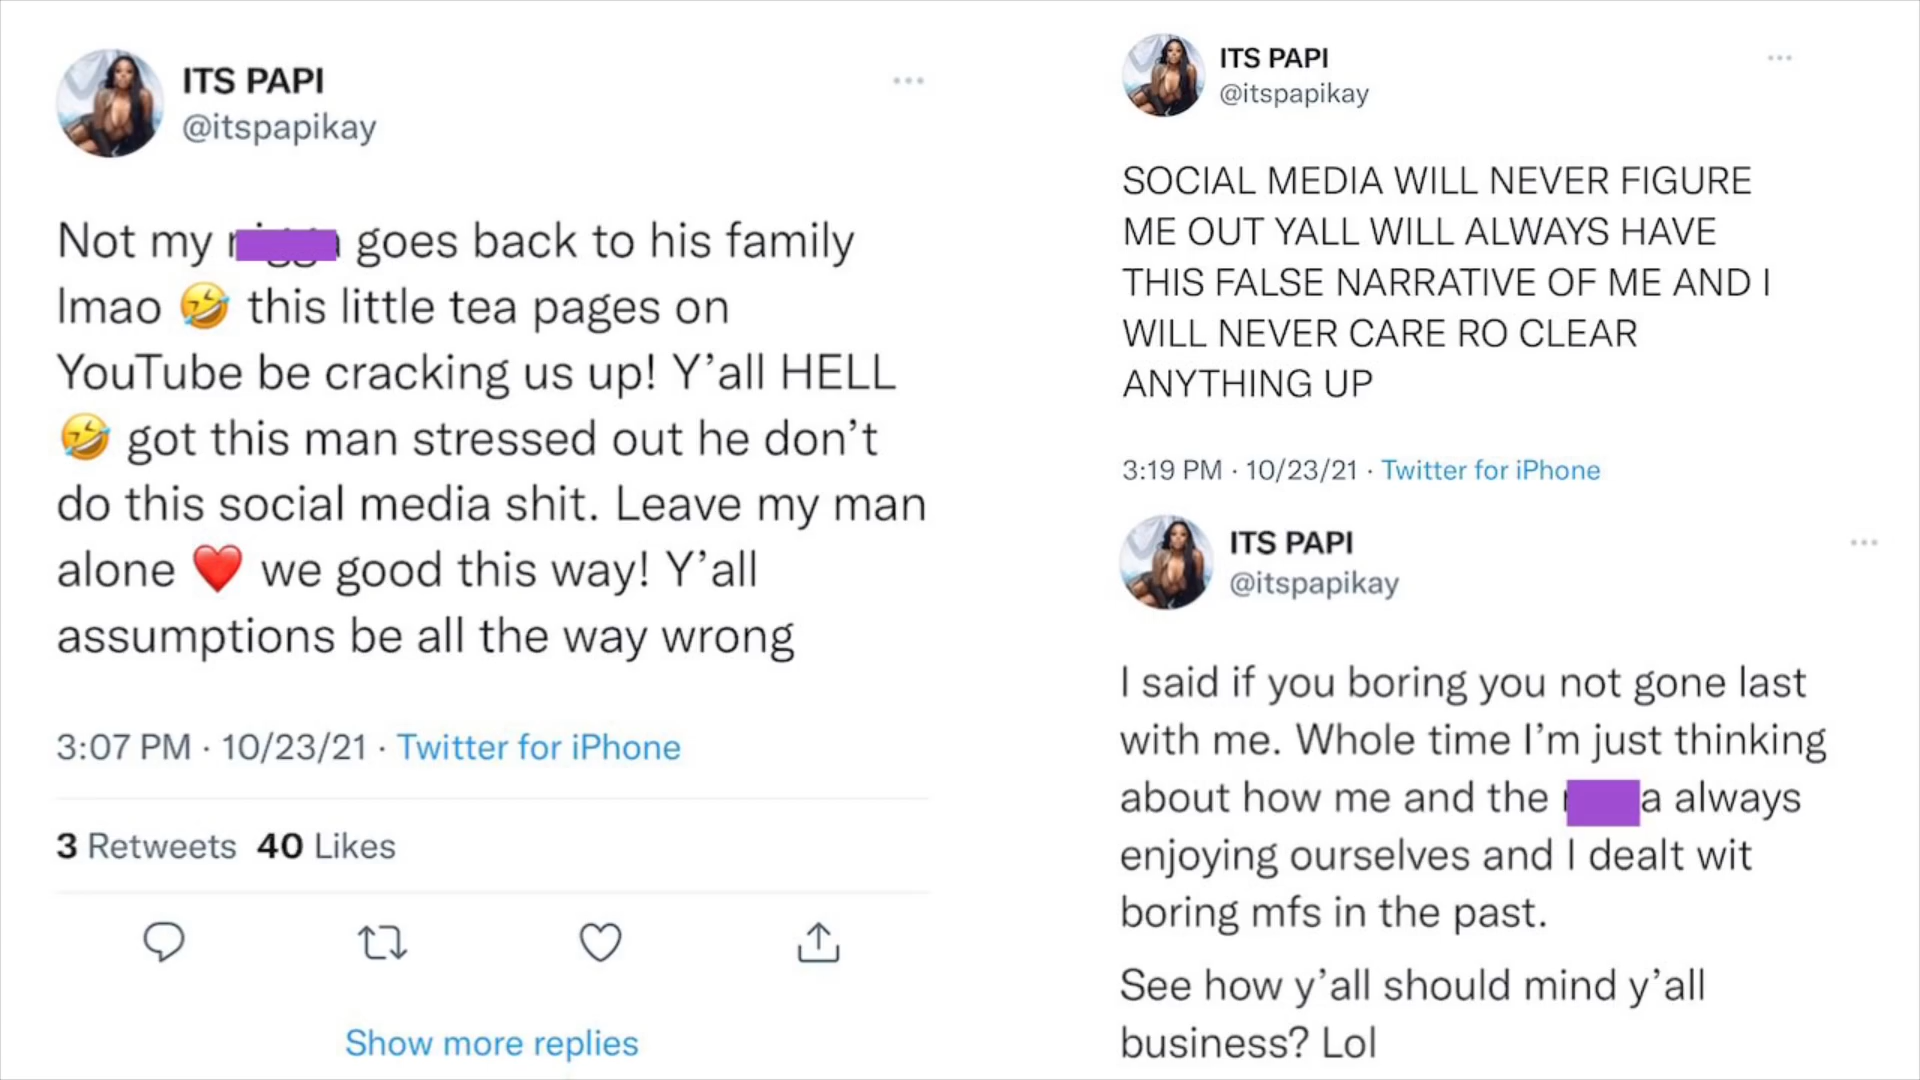 ITS PAPI
@itspapikay
Not my goes back to his family
lmao 🤣 this little tea pages on
YouTube be cracking us up! Y’all HELL
🤣 got this man stressed out he don’t
do this social media shit. Leave my man
alone ❤️ we good this way! Y’all
assumptions be all the way wrong
3:07 PM · 10/23/21 · Twitter for iPhone
3 Retweets 40 Likes
Show more replies
ITS PAPI
@itspapikay
SOCIAL MEDIA WILL NEVER FIGURE
ME OUT YALL WILL ALWAYS HAVE
THIS FALSE NARRATIVE OF ME AND I
WILL NEVER CARE RO CLEAR
ANYTHING UP
3:19 PM · 10/23/21 · Twitter for iPhone
ITS PAPI
@itspapikay
I said if you boring you not gone last
with me. Whole time I’m just thinking
about how me and the always
enjoying ourselves and I dealt wit
boring mfs in the past.
See how y’all should mind y’all
business? Lol